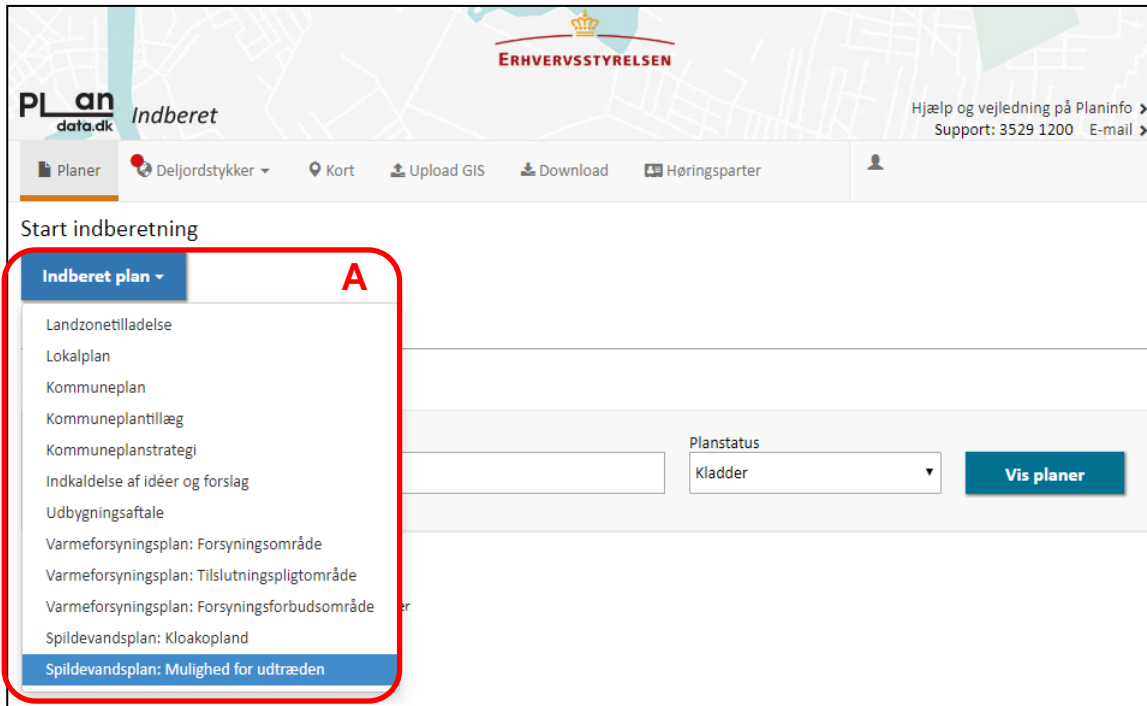 ERHVERVSSTYRELSEN
PLan
data.dk
Indberet
Hjælp og vejledning på Planinfo
Support: 3529 1200 E-mail
Planer Deljordstykker Kort Upload GIS Download Høringsparter
Start indberetning
Indberet plan
A
Landzonetilladelse
Lokalplan
Kommuneplan
Kommuneplantillæg
Kommuneplanstrategi
Indkaldelse af idéer og forslag
Udbygningsaftale
Varmeforsyningsplan: Forsyningsområde
Varmeforsyningsplan: Tilslutningspligtområde
Varmeforsyningsplan: Forsyningsforbudsområde
Spildevandsplan: Kloakopland
Spildevandsplan: Mulighed for udtræden
Planstatus
Kladder
Vis planer